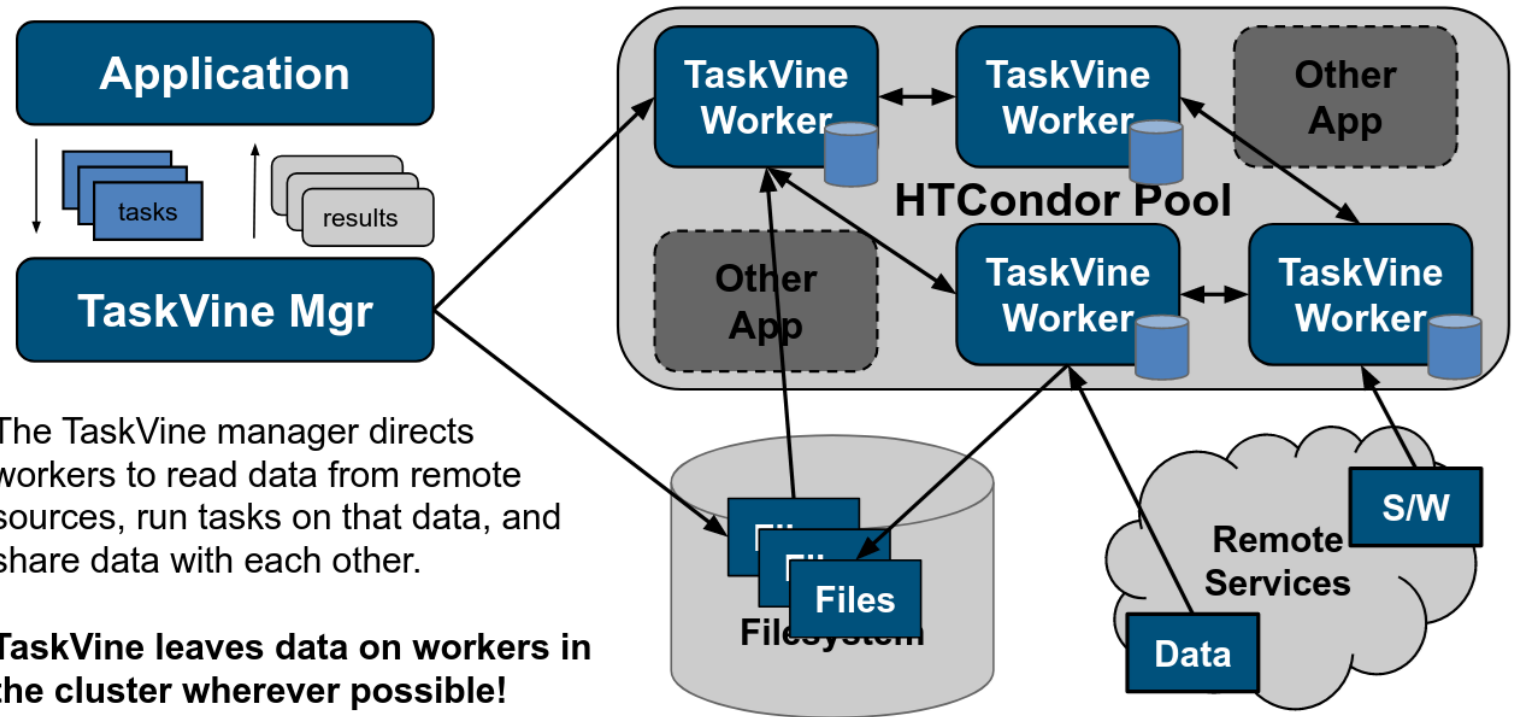 Application
tasks
results
TaskVine Mgr
The TaskVine manager directs
workers to read data from remote
sources, run tasks on that data, and
share data with each other.
TaskVine leaves data on workers in
the cluster wherever possible!
TaskVine
Worker
TaskVine
Worker
Other
App
HTCondor Pool
Other
App
TaskVine
Worker
TaskVine
Worker
Files
Filesystem
Remote
Services
S/W
Data